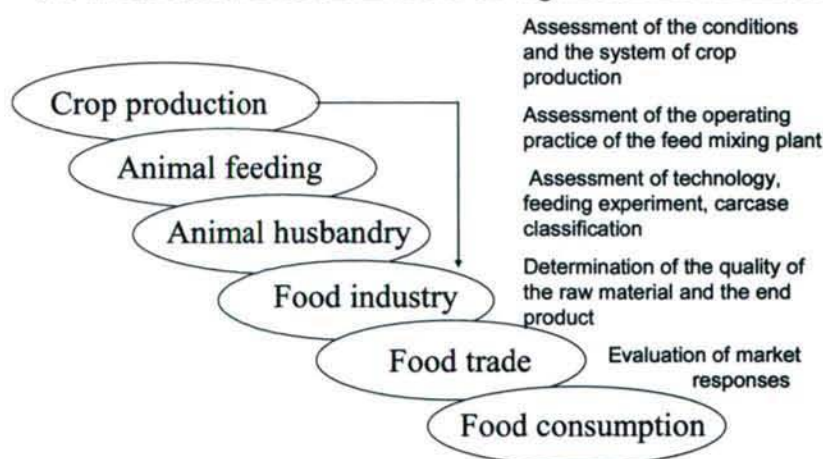 Assessment of the conditions
and the system of crop
production
Crop production
Assessment of the operating
practice of the feed mixing plant
Animal feeding
Assessment of technology,
feeding experiment, carcase
classification
Animal husbandry
Determination of the quality of
the raw material and the end
product
Food industry
Food trade
Evaluation of market
responses
Food consumption